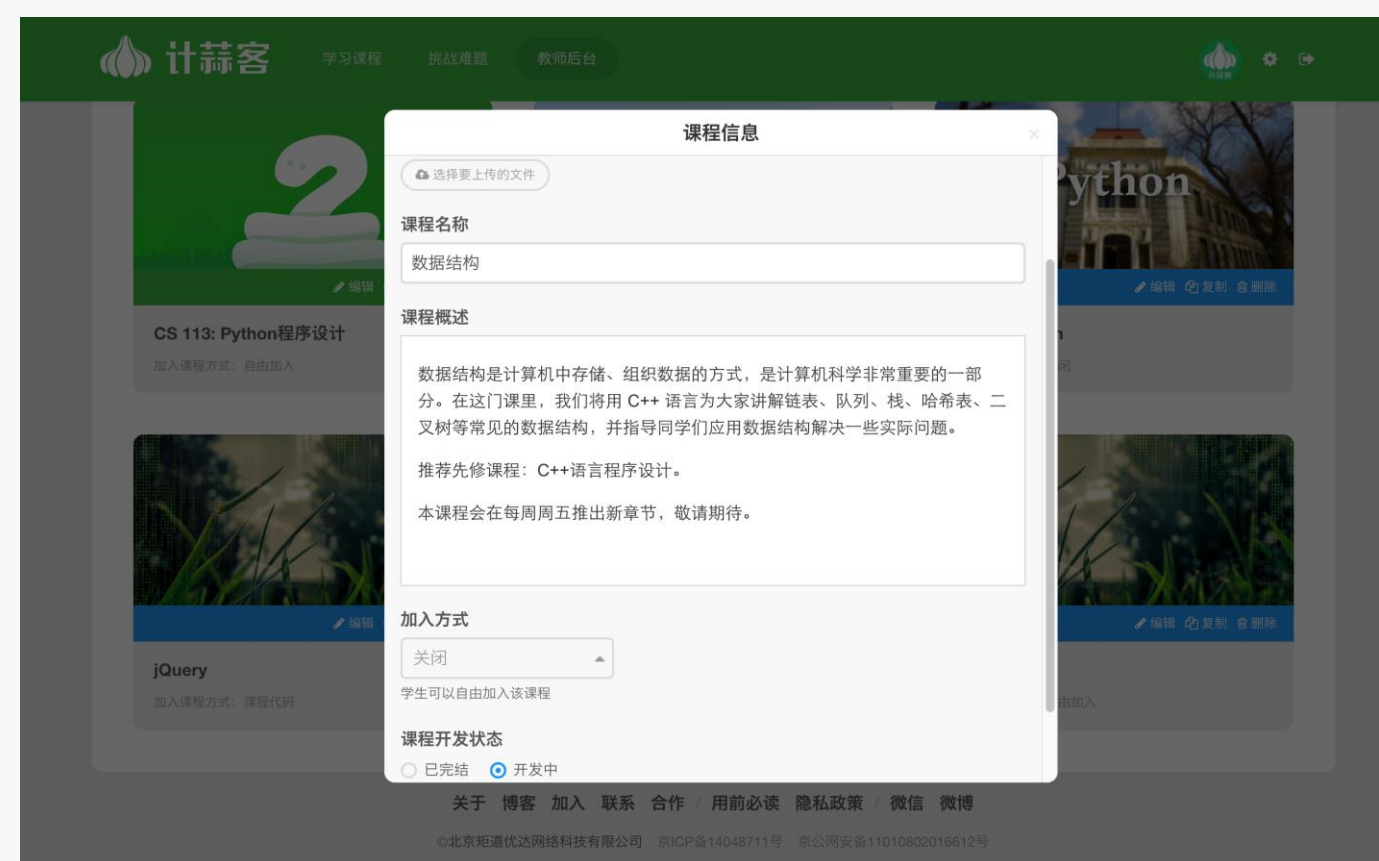 计蒜客 学习课程 挑战难题 教师后台
计蒜客
课程信息
选择要上传的文件
课程名称
数据结构
课程概述
数据结构是计算机中存储、组织数据的方式，是计算机科学非常重要的一部
分。在这门课里，我们将用 C++ 语言为大家讲解链表、队列、栈、哈希表、二
叉树等常见的数据结构，并指导同学们应用数据结构解决一些实际问题。
推荐先修课程：C++语言程序设计。
本课程会在每周周五推出新章节，敬请期待。
加入方式
关闭
学生可以自由加入该课程
课程开发状态
已完结 开发中
编辑
CS 113: Python程序设计
加入课程方式：自由加入
ython
编辑 复制 删除
n
闭
编辑
jQuery
加入课程方式：课程代码
编辑 复制 删除
由加入
关于 博客 加入 联系 合作 / 用前必读 隐私政策 / 微信 微博
©北京矩道优达网络科技有限公司 京ICP备14048711号 京公网安备11010802016612号